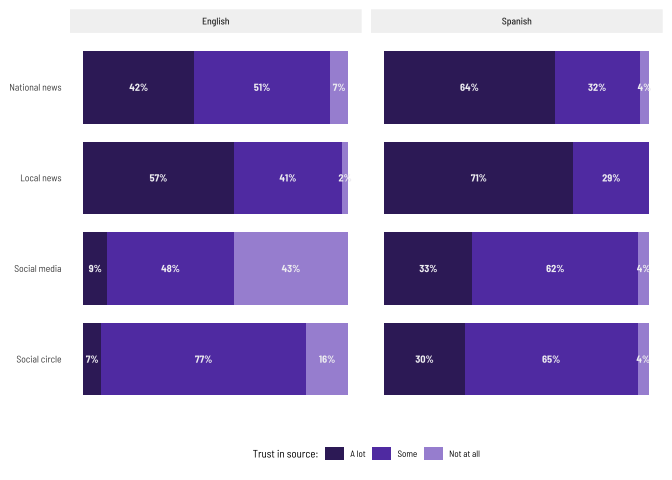 English Spanish
National news 42% 51% 7% 64% 32% 4%
Local news 57% 41% 2% 71% 29%
Social media 9% 48% 43% 33% 62% 4%
Social circle 7% 77% 16% 30% 65% 4%
Trust in source: A lot Some Not at all